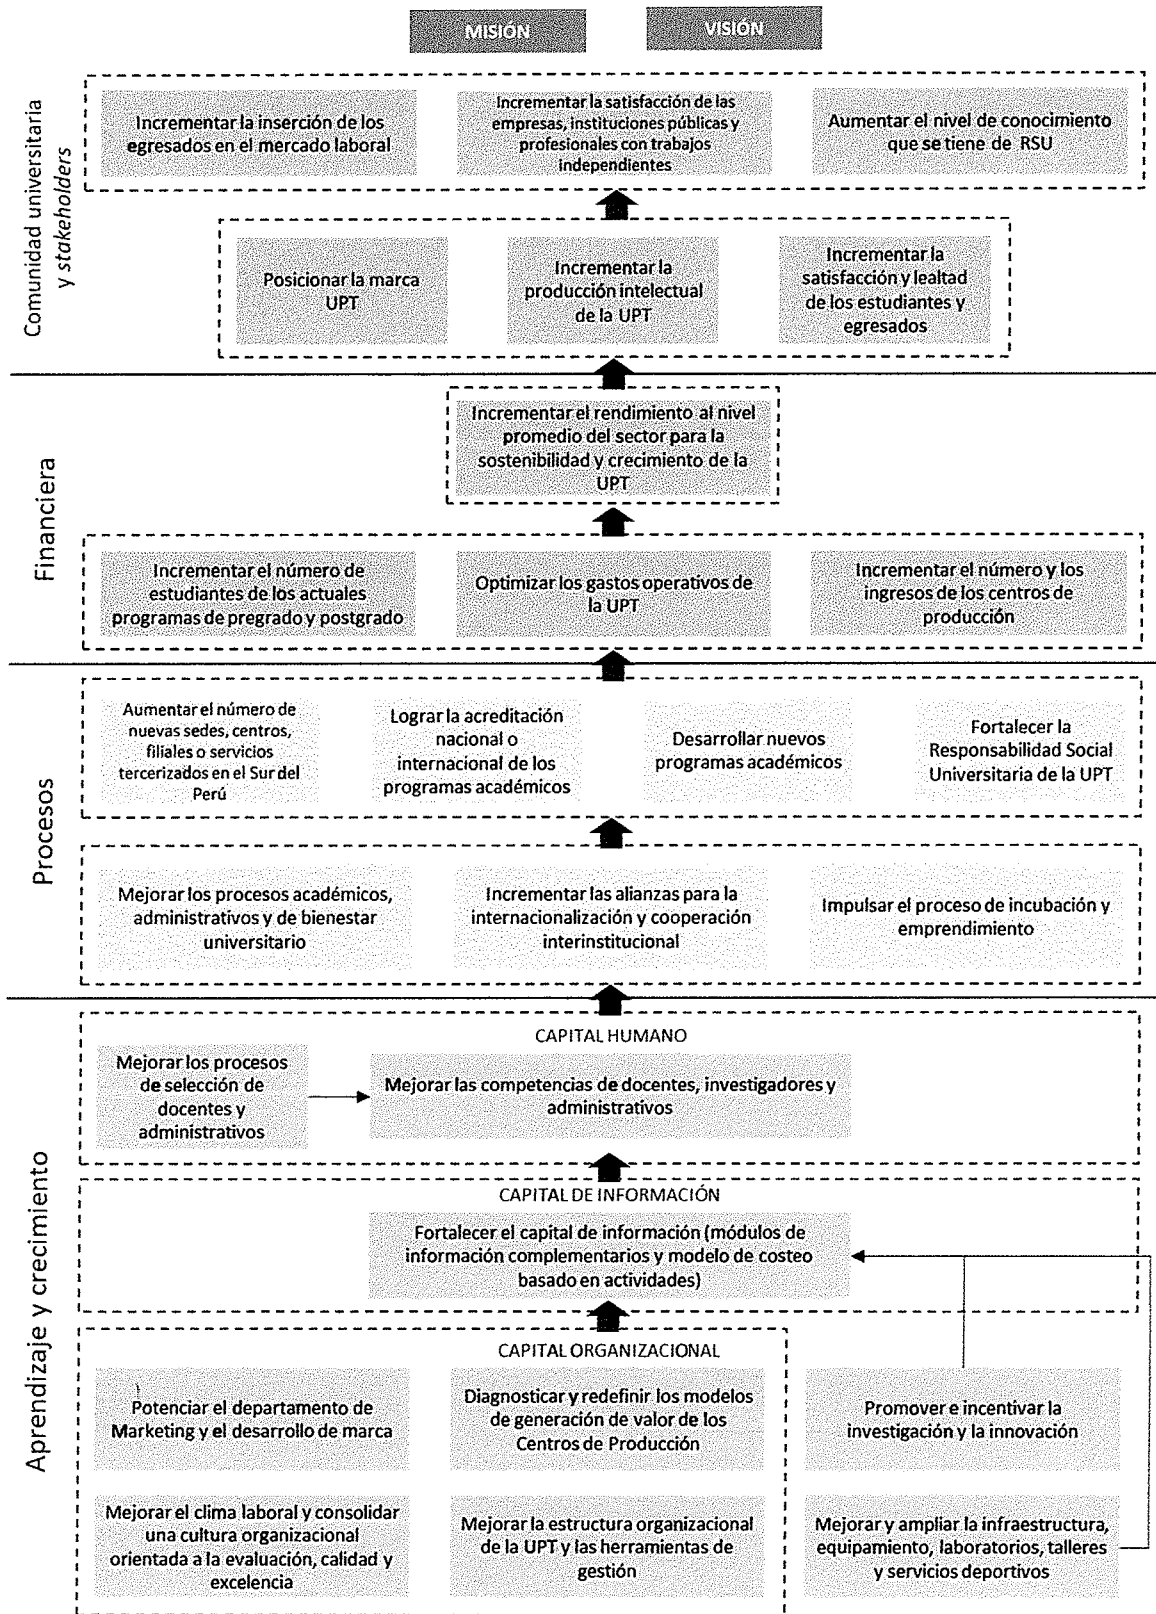 MISIÓN
VISIÓN
Comunidad universitaria
y stakeholders
Incrementar la inserción de los
egresados en el mercado laboral
Incrementar la satisfacción de las
empresas, instituciones públicas y
profesionales con trabajos
independientes
Aumentar el nivel de conocimiento
que se tiene de RSU
Posicionar la marca
UPT
Incrementar la
producción intelectual
de la UPT
Incrementar la
satisfacción y lealtad
de los estudiantes y
egresados
Financiera
Incrementar el rendimiento al nivel
promedio del sector para la
sostenibilidad y crecimiento de la
UPT
Incrementar el número de
estudiantes de los actuales
programas de pregrado y postgrado
Optimizar los gastos operativos de
la UPT
Incrementar el número y los
ingresos de los centros de
producción
Procesos
Aumentar el número de
nuevas sedes, centros,
filiales o servicios
tercerizados en el Sur del
Perú
Lograr la acreditación
nacional o
internacional de los
programas académicos
Desarrollar nuevos
programas académicos
Fortalecer la
Responsabilidad Social
Universitaria de la UPT
Mejorar los procesos académicos,
administrativos y de bienestar
universitario
Incrementar las alianzas para la
internacionalización y cooperación
interinstitucional
Impulsar el proceso de incubación y
emprendimiento
Aprendizaje y crecimiento
CAPITAL HUMANO
Mejorar los procesos
de selección de
docentes y
administrativos
Mejorar las competencias de docentes, investigadores y
administrativos
CAPITAL DE INFORMACIÓN
Fortalecer el capital de información (módulos de
información complementarios y modelo de costeo
basado en actividades)
CAPITAL ORGANIZACIONAL
Potenciar el departamento de
Marketing y el desarrollo de marca
Diagnosticar y redefinir los modelos
de generación de valor de los
Centros de Producción
Promover e incentivar la
investigación y la innovación
Mejorar el clima laboral y consolidar
una cultura organizacional
orientada a la evaluación, calidad y
excelencia
Mejorar la estructura organizacional
de la UPT y las herramientas de
gestión
Mejorar y ampliar la infraestructura,
equipamiento, laboratorios, talleres
y servicios deportivos